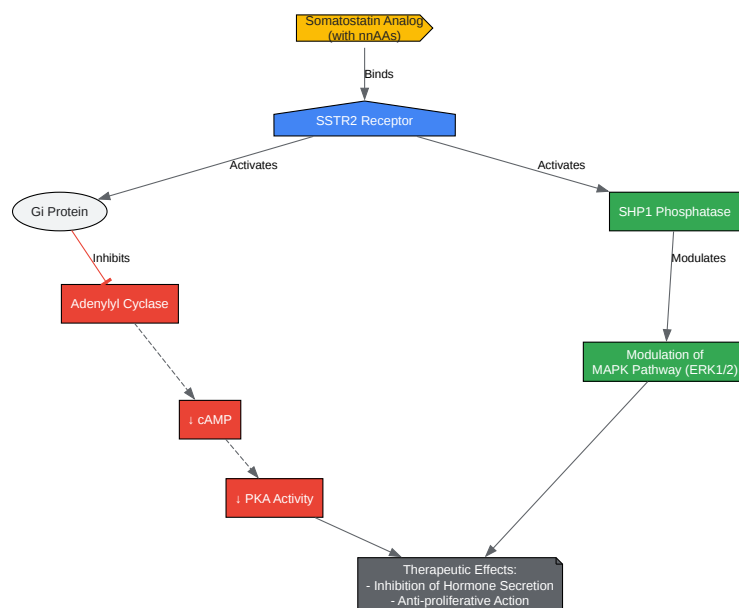 Somatostatin Analog
(with nnAAs)
Binds
SSTR2 Receptor
Activates
Activates
Gi Protein
SHP1 Phosphatase
Inhibits
Modulates
Adenylyl Cyclase
Modulation of
MAPK Pathway (ERK1/2)
↓ cAMP
↓ PKA Activity
Therapeutic Effects:
- Inhibition of Hormone Secretion
- Anti-proliferative Action